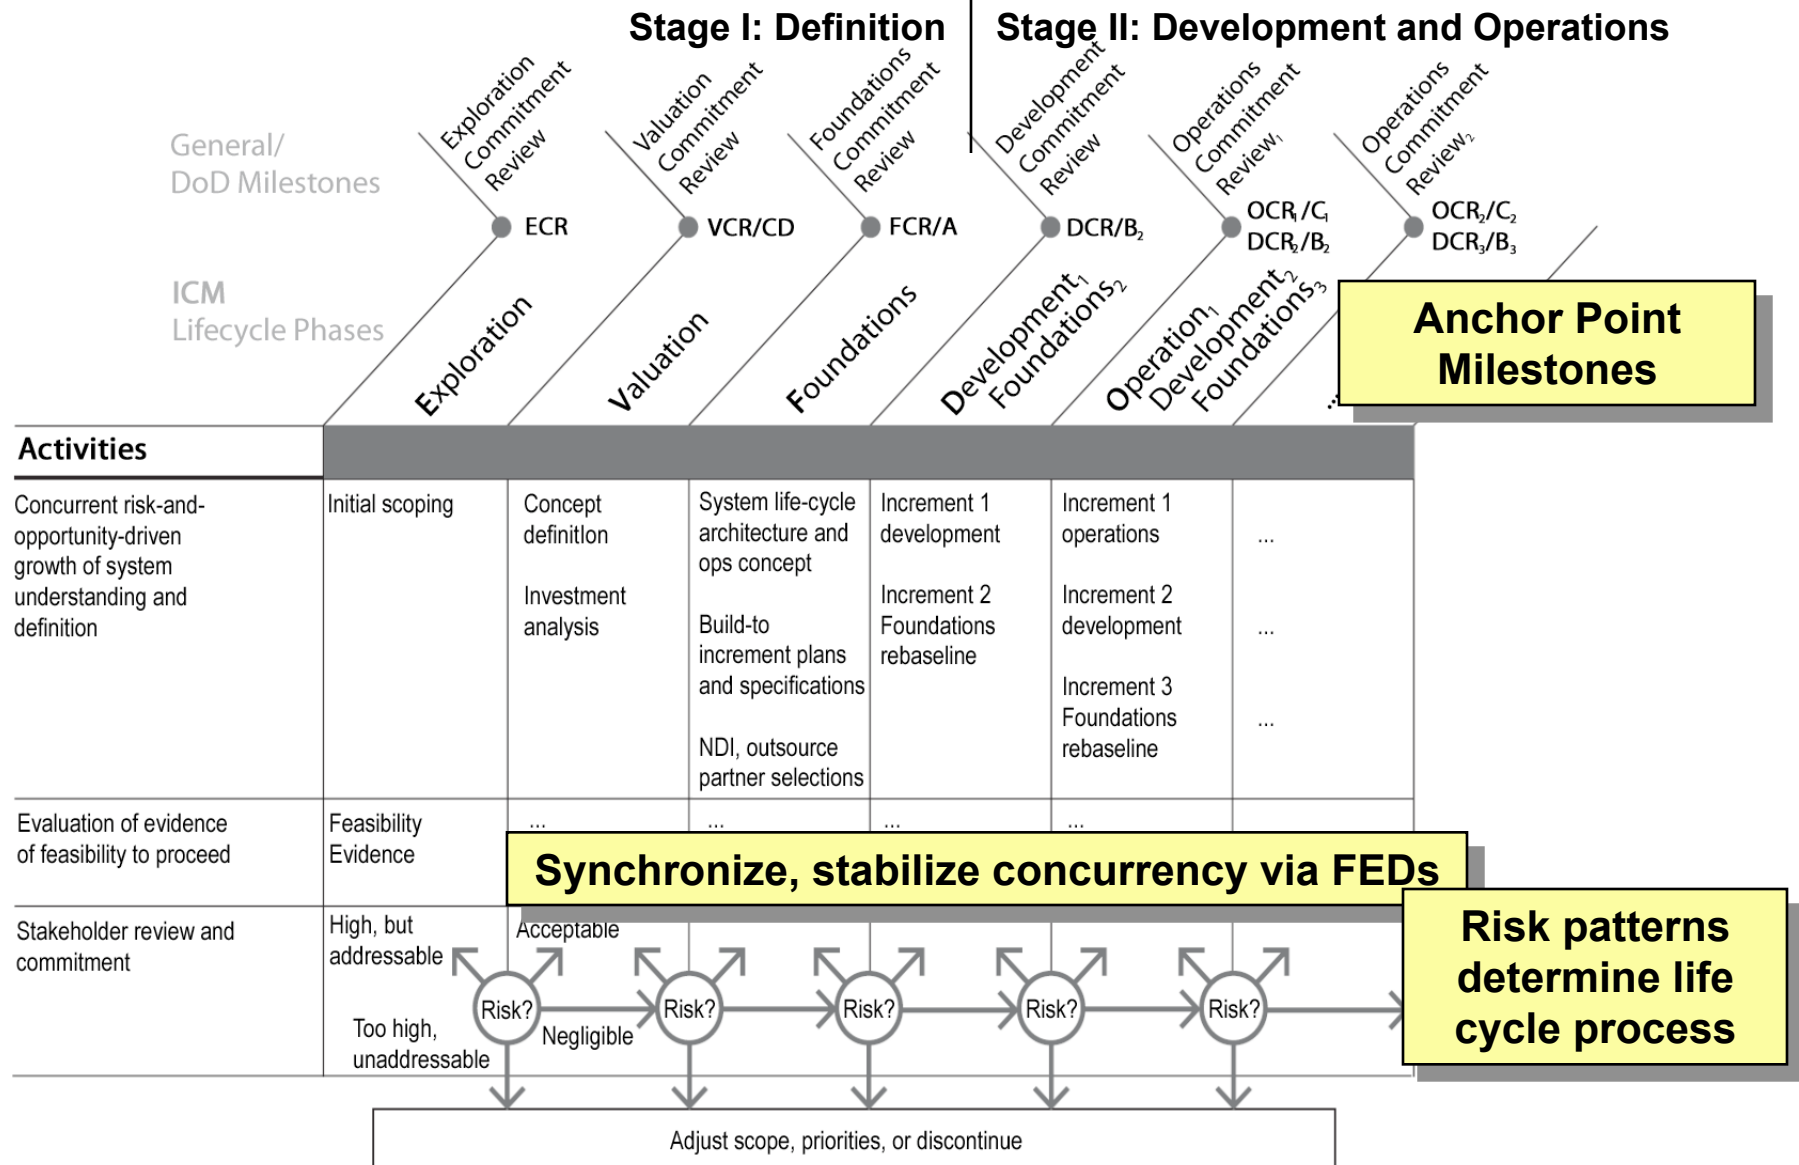 Stage I: Definition
Stage II: Development and Operations
General/
DoD Milestones
Exploration
Commitment
Review
Valuation
Commitment
Review
Foundations
Commitment
Review
Development
Commitment
Review
Operations
Commitment
Review₁
Operations
Commitment
Review₂
ECR
VCR/CD
FCR/A
DCR/B₂
OCR₁/C₁
DCR₂/B₂
OCR₂/C₂
DCR₃/B₃
ICM
Lifecycle Phases
Exploration
Valuation
Foundations
Development₁
Foundations₂
Operation₁
Development₂
Foundations₃
...
Anchor Point
Milestones
Activities
Concurrent risk-and-
opportunity-driven
growth of system
understanding and
definition
Initial scoping
Concept
definitIon
Investment
analysis
System life-cycle
architecture and
ops concept
Build-to
increment plans
and specifications
NDI, outsource
partner selections
Increment 1
development
Increment 2
Foundations
rebaseline
Increment 1
operations
Increment 2
development
Increment 3
Foundations
rebaseline
...
...
...
Evaluation of evidence
of feasibility to proceed
Feasibility
Evidence
...
...
...
...
Synchronize, stabilize concurrency via FEDs
Stakeholder review and
commitment
High, but
addressable
Acceptable
Too high,
unaddressable
Negligible
Risk?
Risk?
Risk?
Risk?
Risk?
Risk patterns
determine life
cycle process
Adjust scope, priorities, or discontinue